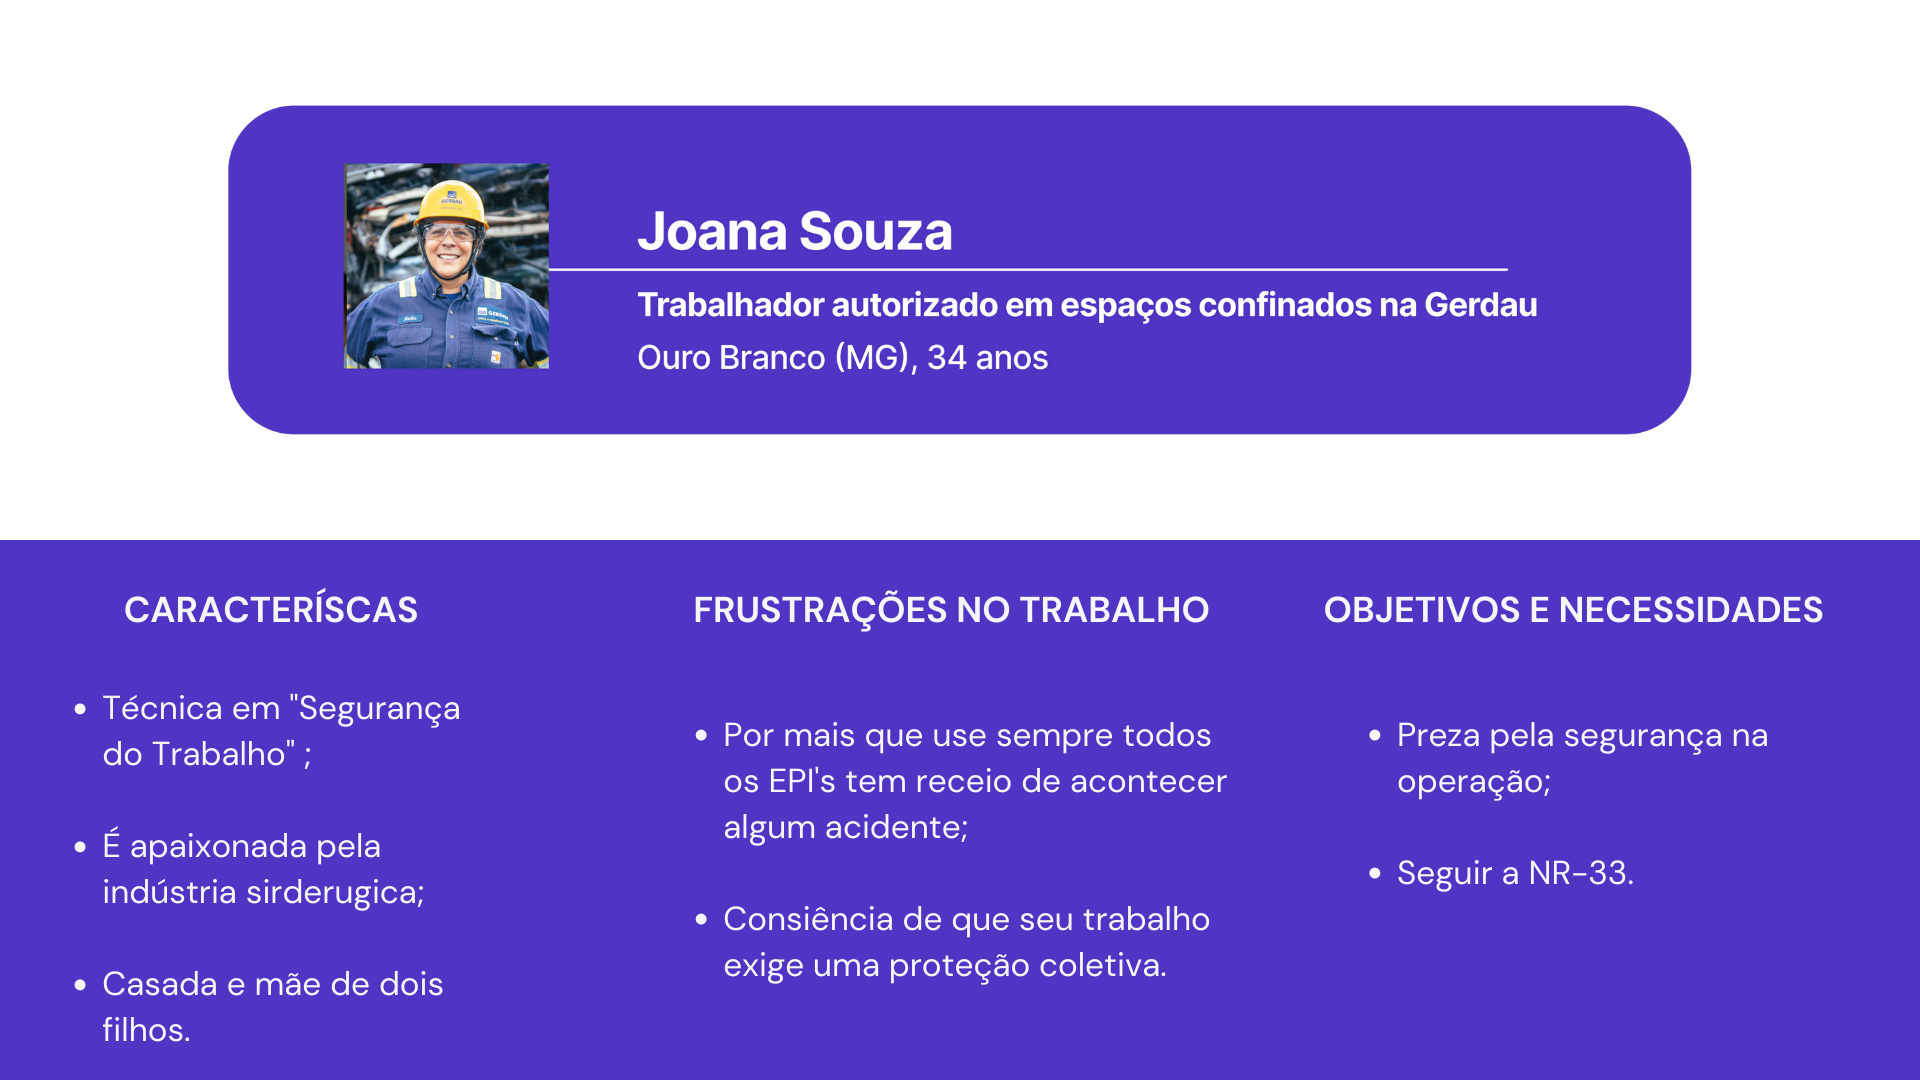 GERDAU
GERDAU
Joana Souza
Trabalhador autorizado em espaços confinados na Gerdau
Ouro Branco (MG), 34 anos
CARACTERÍSCAS
Técnica em "Segurança
do Trabalho" ;
É apaixonada pela
indústria sirderugica;
Casada e mãe de dois
filhos.
FRUSTRAÇÕES NO TRABALHO
Por mais que use sempre todos
os EPI's tem receio de acontecer
algum acidente;
Consiência de que seu trabalho
exige uma proteção coletiva.
OBJETIVOS E NECESSIDADES
Preza pela segurança na
operação;
Seguir a NR-33.